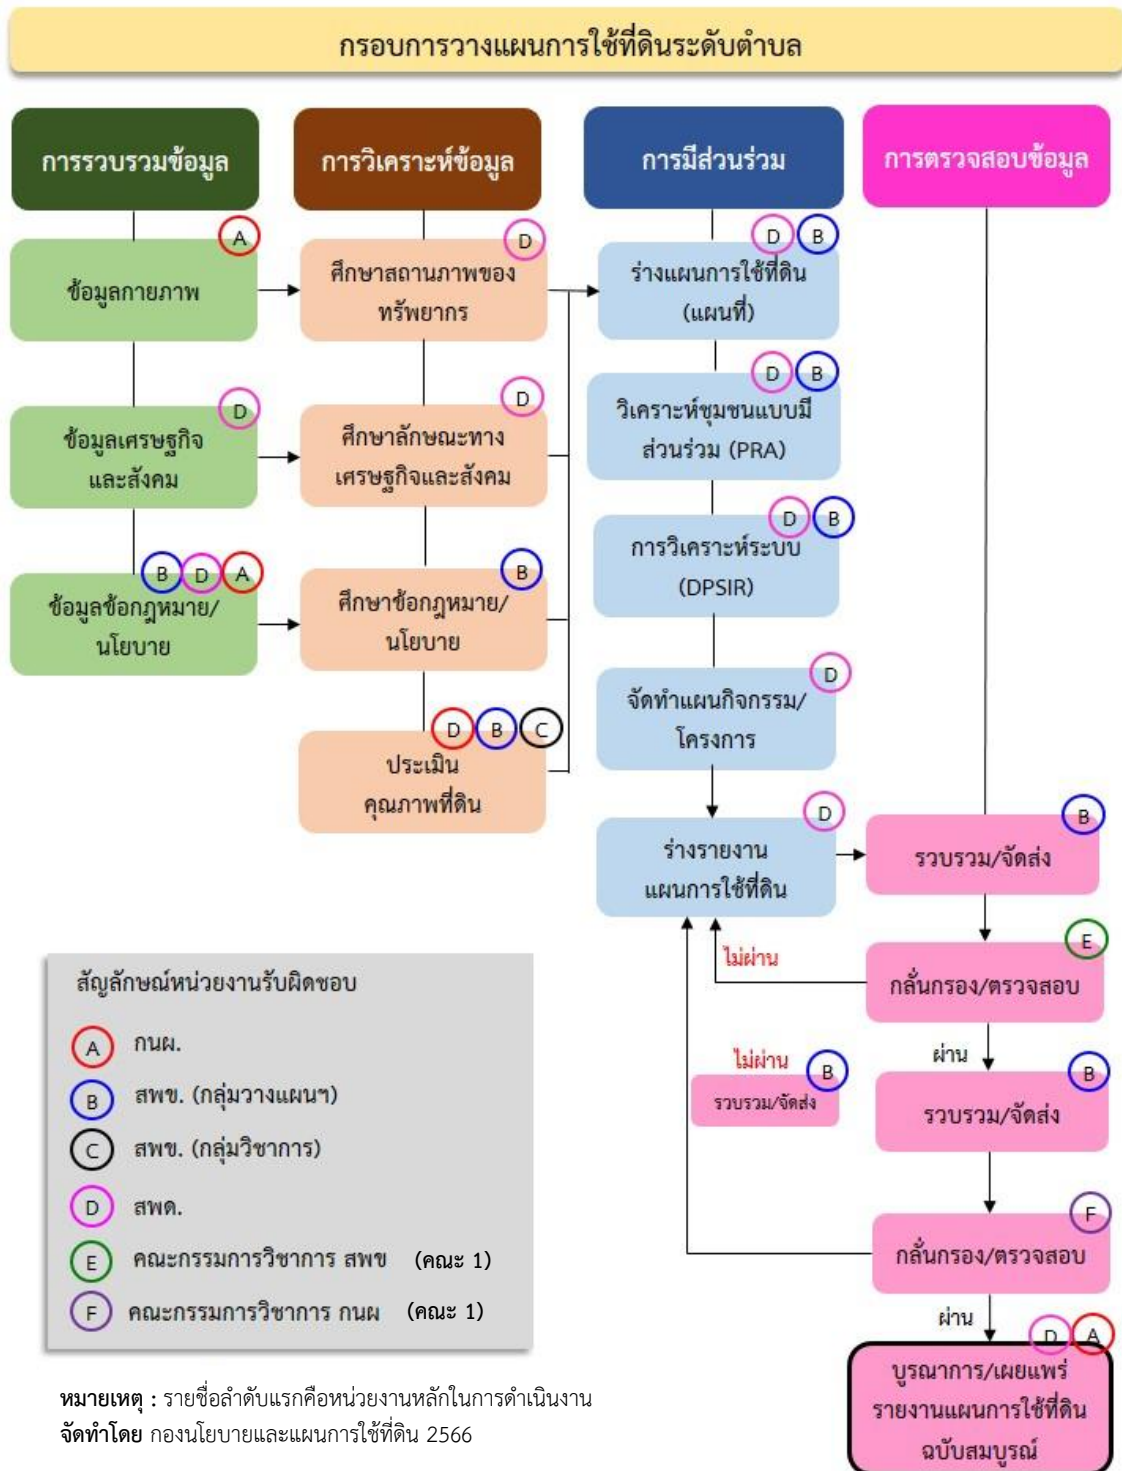 กรอบการวางแผนการใช้ที่ดินระดับตำบล
การรวบรวมข้อมูล
A
ข้อมูลกายภาพ
D
ข้อมูลเศรษฐกิจ
และสังคม
B D A
ข้อมูลข้อกฎหมาย/
นโยบาย
การวิเคราะห์ข้อมูล
D
ศึกษาสถานภาพของ
ทรัพยากร
D
ศึกษาลักษณะทาง
เศรษฐกิจและสังคม
B
ศึกษาข้อกฎหมาย/
นโยบาย
D B C
ประเมิน
คุณภาพที่ดิน
การมีส่วนร่วม
D B
ร่างแผนการใช้ที่ดิน
(แผนที่)
D B
วิเคราะห์ชุมชนแบบมี
ส่วนร่วม (PRA)
D B
การวิเคราะห์ระบบ
(DPSIR)
D
จัดทำแผนกิจกรรม/
โครงการ
D
ร่างรายงาน
แผนการใช้ที่ดิน
การตรวจสอบข้อมูล
B
รวบรวม/จัดส่ง
E
กลั่นกรอง/ตรวจสอบ
ไม่ผ่าน
ผ่าน
B
รวบรวม/จัดส่ง
F
กลั่นกรอง/ตรวจสอบ
ไม่ผ่าน
B
รวบรวม/จัดส่ง
ผ่าน
D A
บูรณาการ/เผยแพร่
รายงานแผนการใช้ที่ดิน
ฉบับสมบูรณ์
สัญลักษณ์หน่วยงานรับผิดชอบ
A กนผ.
B สพข. (กลุ่มวางแผนฯ)
C สพข. (กลุ่มวิชาการ)
D สพด.
E คณะกรรมการวิชาการ สพข (คณะ 1)
F คณะกรรมการวิชาการ กนผ (คณะ 1)
หมายเหตุ : รายชื่อลำดับแรกคือหน่วยงานหลักในการดำเนินงาน
จัดทำโดย กองนโยบายและแผนการใช้ที่ดิน 2566